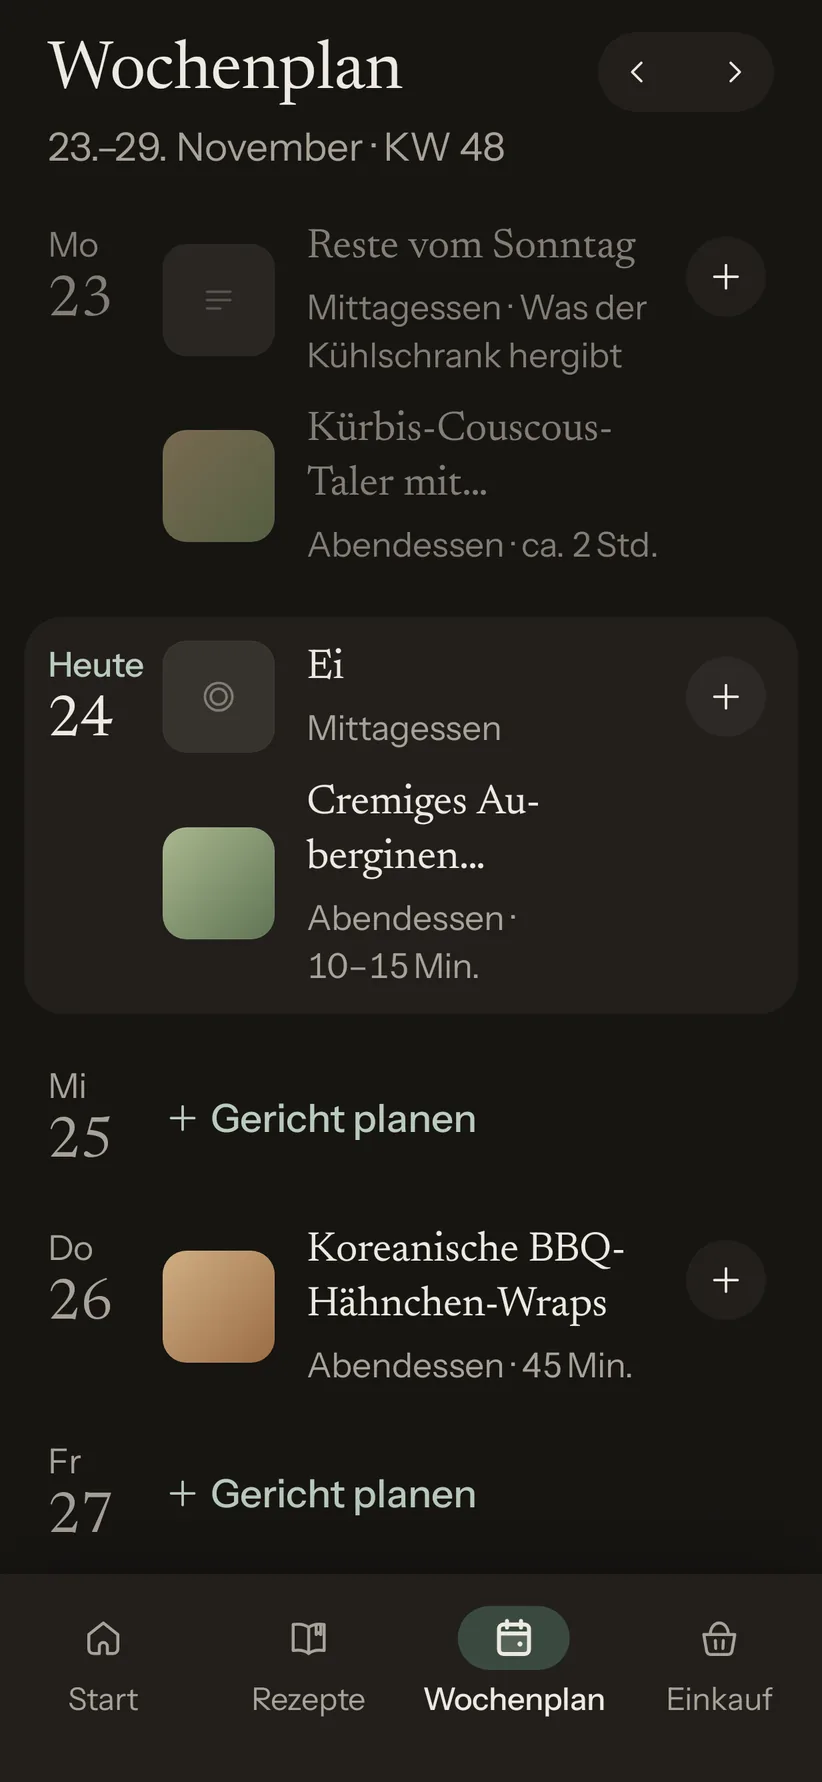 Wochenplan
23.–29. November · KW 48
Mo
23
Reste vom Sonntag
Mittagessen · Was der
Kühlschrank hergibt
Kürbis-Couscous-
Taler mit…
Abendessen · ca. 2 Std.
Heute
24
Ei
Mittagessen
Cremiges Au-
berginen…
Abendessen ·
10–15 Min.
Mi
25
+ Gericht planen
Do
26
Koreanische BBQ-
Hähnchen-Wraps
Abendessen · 45 Min.
Fr
27
+ Gericht planen
Start
Rezepte
Wochenplan
Einkauf